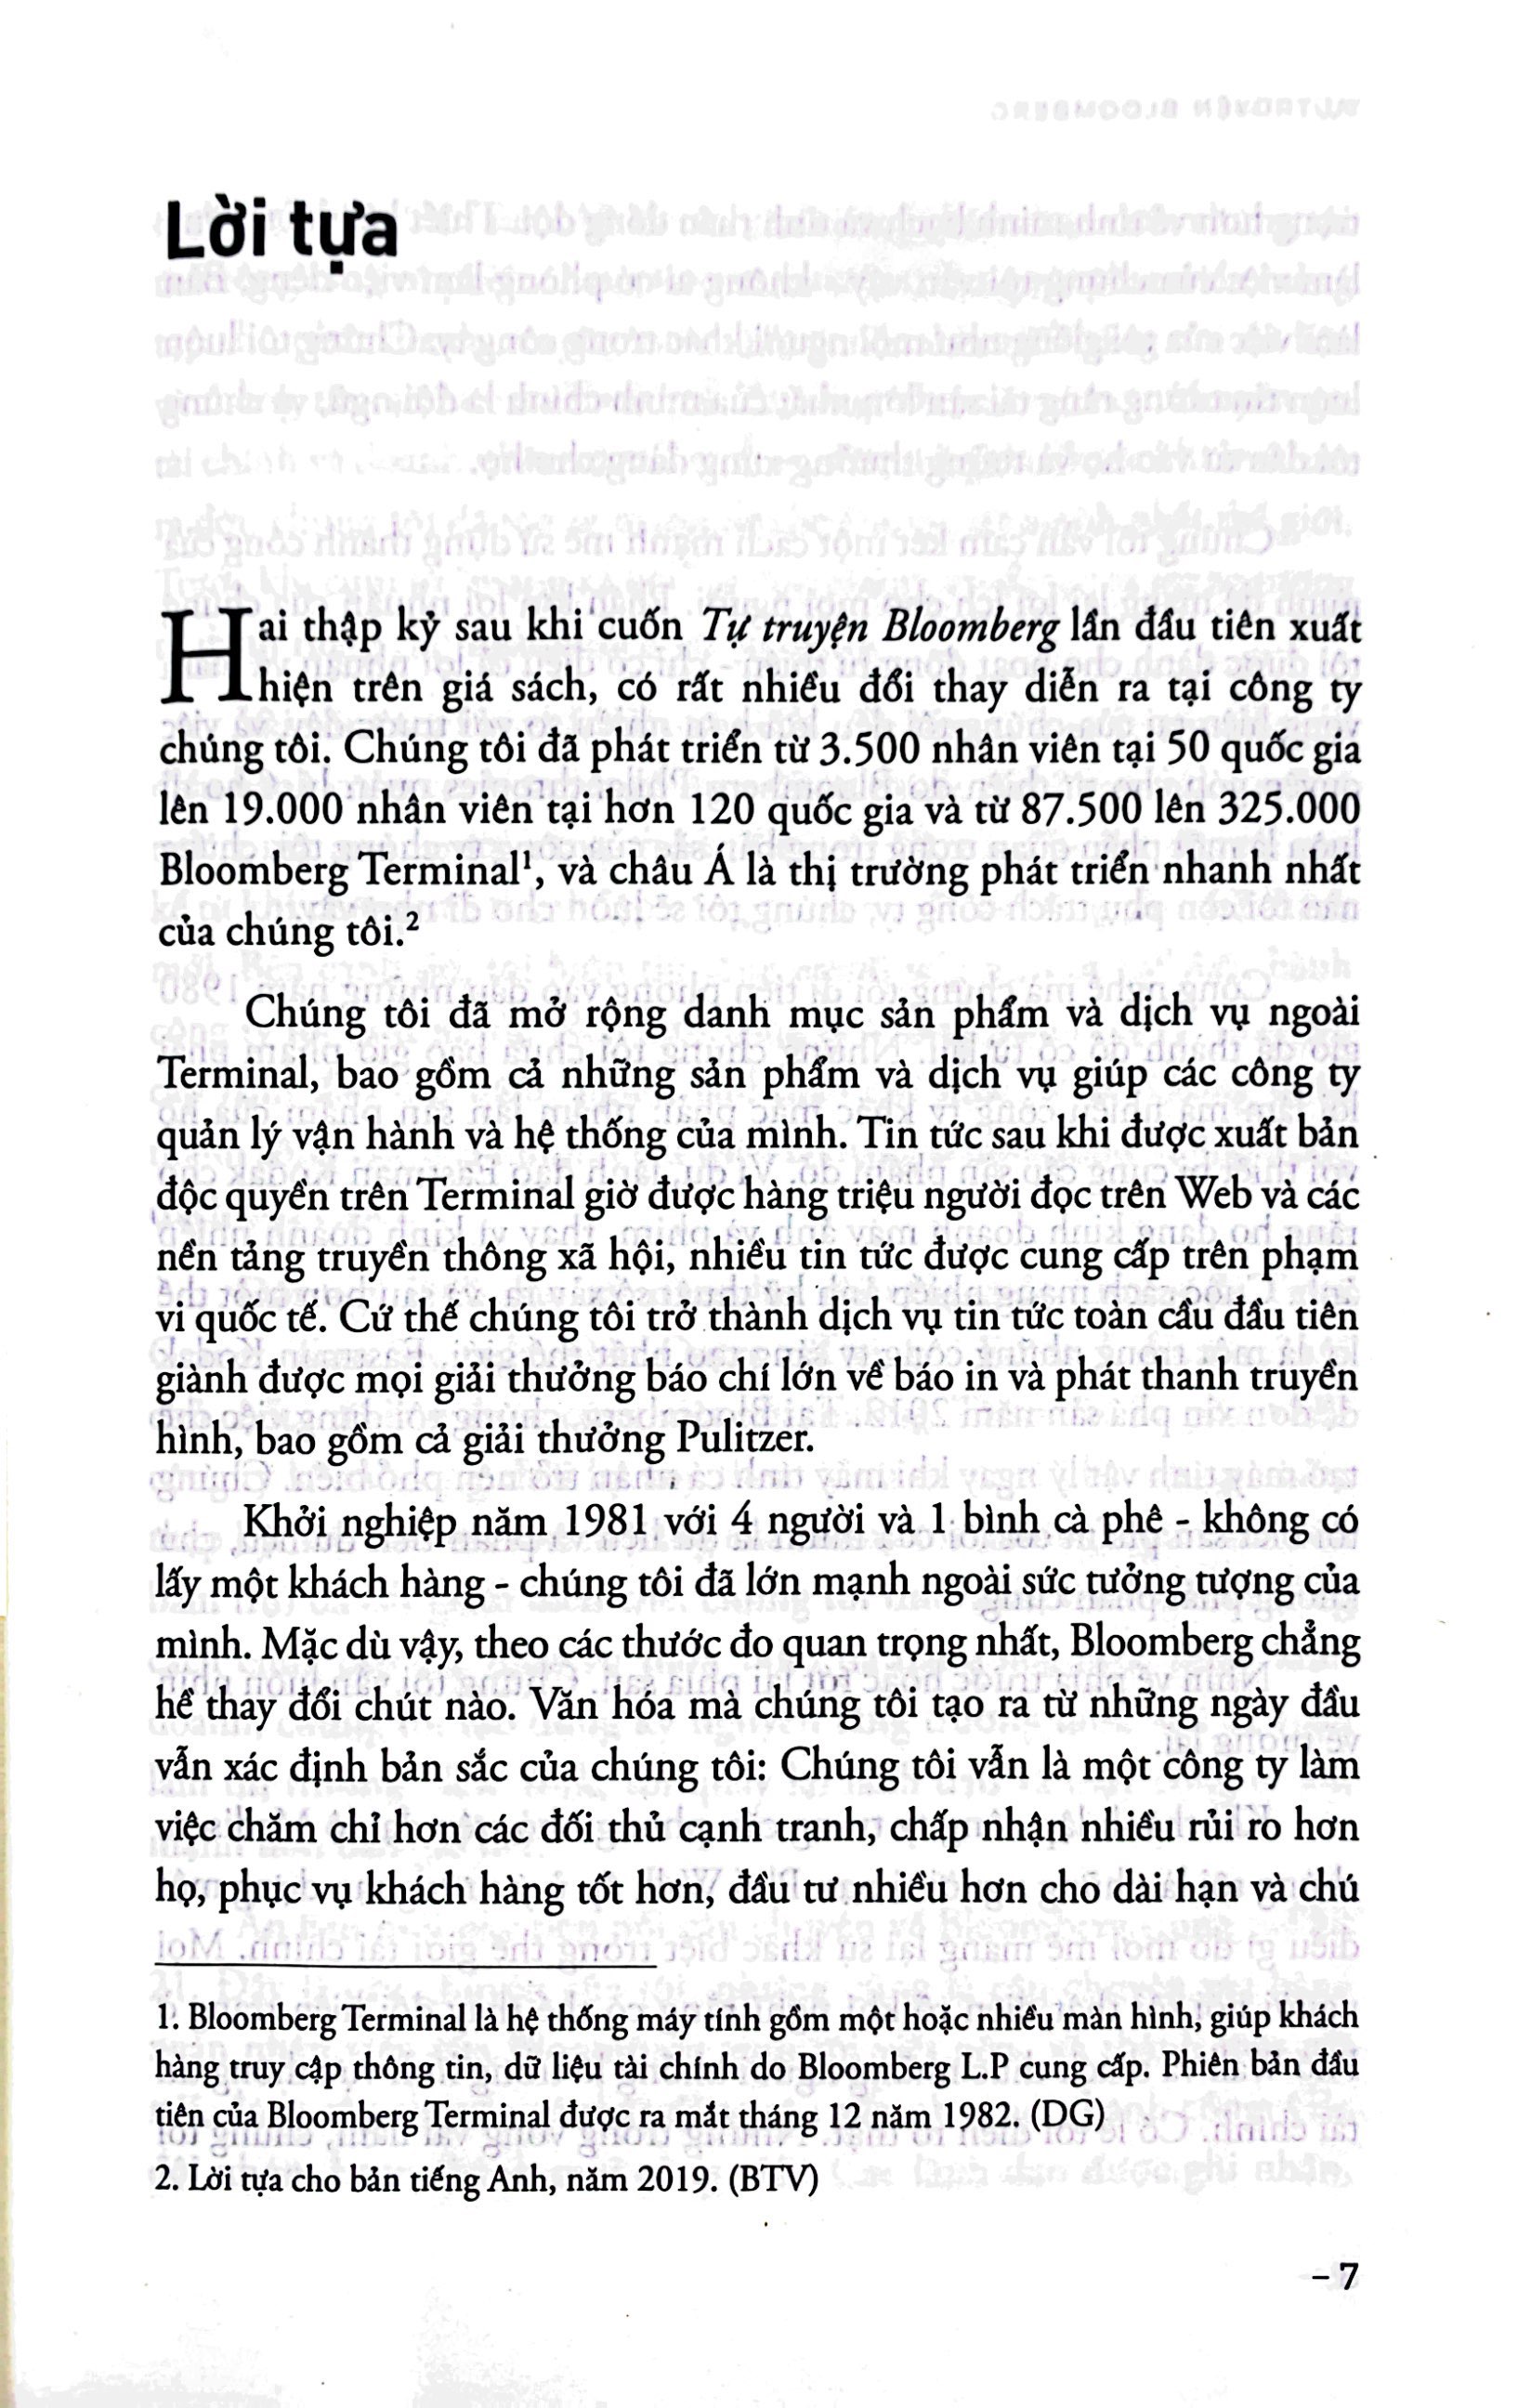 Lời tựa
Hai thập kỷ sau khi cuốn Tự truyện Bloomberg lần đầu tiên xuất
hiện trên giá sách, có rất nhiều đổi thay diễn ra tại công ty
chúng tôi. Chúng tôi đã phát triển từ 3.500 nhân viên tại 50 quốc gia
lên 19.000 nhân viên tại hơn 120 quốc gia và từ 87.500 lên 325.000
Bloomberg Terminal¹, và châu Á là thị trường phát triển nhanh nhất
của chúng tôi.²
Chúng tôi đã mở rộng danh mục sản phẩm và dịch vụ ngoài
Terminal, bao gồm cả những sản phẩm và dịch vụ giúp các công ty
quản lý vận hành và hệ thống của mình. Tin tức sau khi được xuất bản
độc quyền trên Terminal giờ được hàng triệu người đọc trên Web và các
nền tảng truyền thông xã hội, nhiều tin tức được cung cấp trên phạm
vi quốc tế. Cứ thế chúng tôi trở thành dịch vụ tin tức toàn cầu đầu tiên
giành được mọi giải thưởng báo chí lớn về báo in và phát thanh truyền
hình, bao gồm cả giải thưởng Pulitzer.
Khởi nghiệp năm 1981 với 4 người và 1 bình cà phê - không có
lấy một khách hàng - chúng tôi đã lớn mạnh ngoài sức tưởng tượng của
mình. Mặc dù vậy, theo các thước đo quan trọng nhất, Bloomberg chẳng
hề thay đổi chút nào. Văn hóa mà chúng tôi tạo ra từ những ngày đầu
vẫn xác định bản sắc của chúng tôi: Chúng tôi vẫn là một công ty làm
việc chăm chỉ hơn các đối thủ cạnh tranh, chấp nhận nhiều rủi ro hơn
họ, phục vụ khách hàng tốt hơn, đầu tư nhiều hơn cho dài hạn và chú
1. Bloomberg Terminal là hệ thống máy tính gồm một hoặc nhiều màn hình, giúp khách
hàng truy cập thông tin, dữ liệu tài chính do Bloomberg L.P cung cấp. Phiên bản đầu
tiên của Bloomberg Terminal được ra mắt tháng 12 năm 1982. (DG)
2. Lời tựa cho bản tiếng Anh, năm 2019. (BTV)
– 7